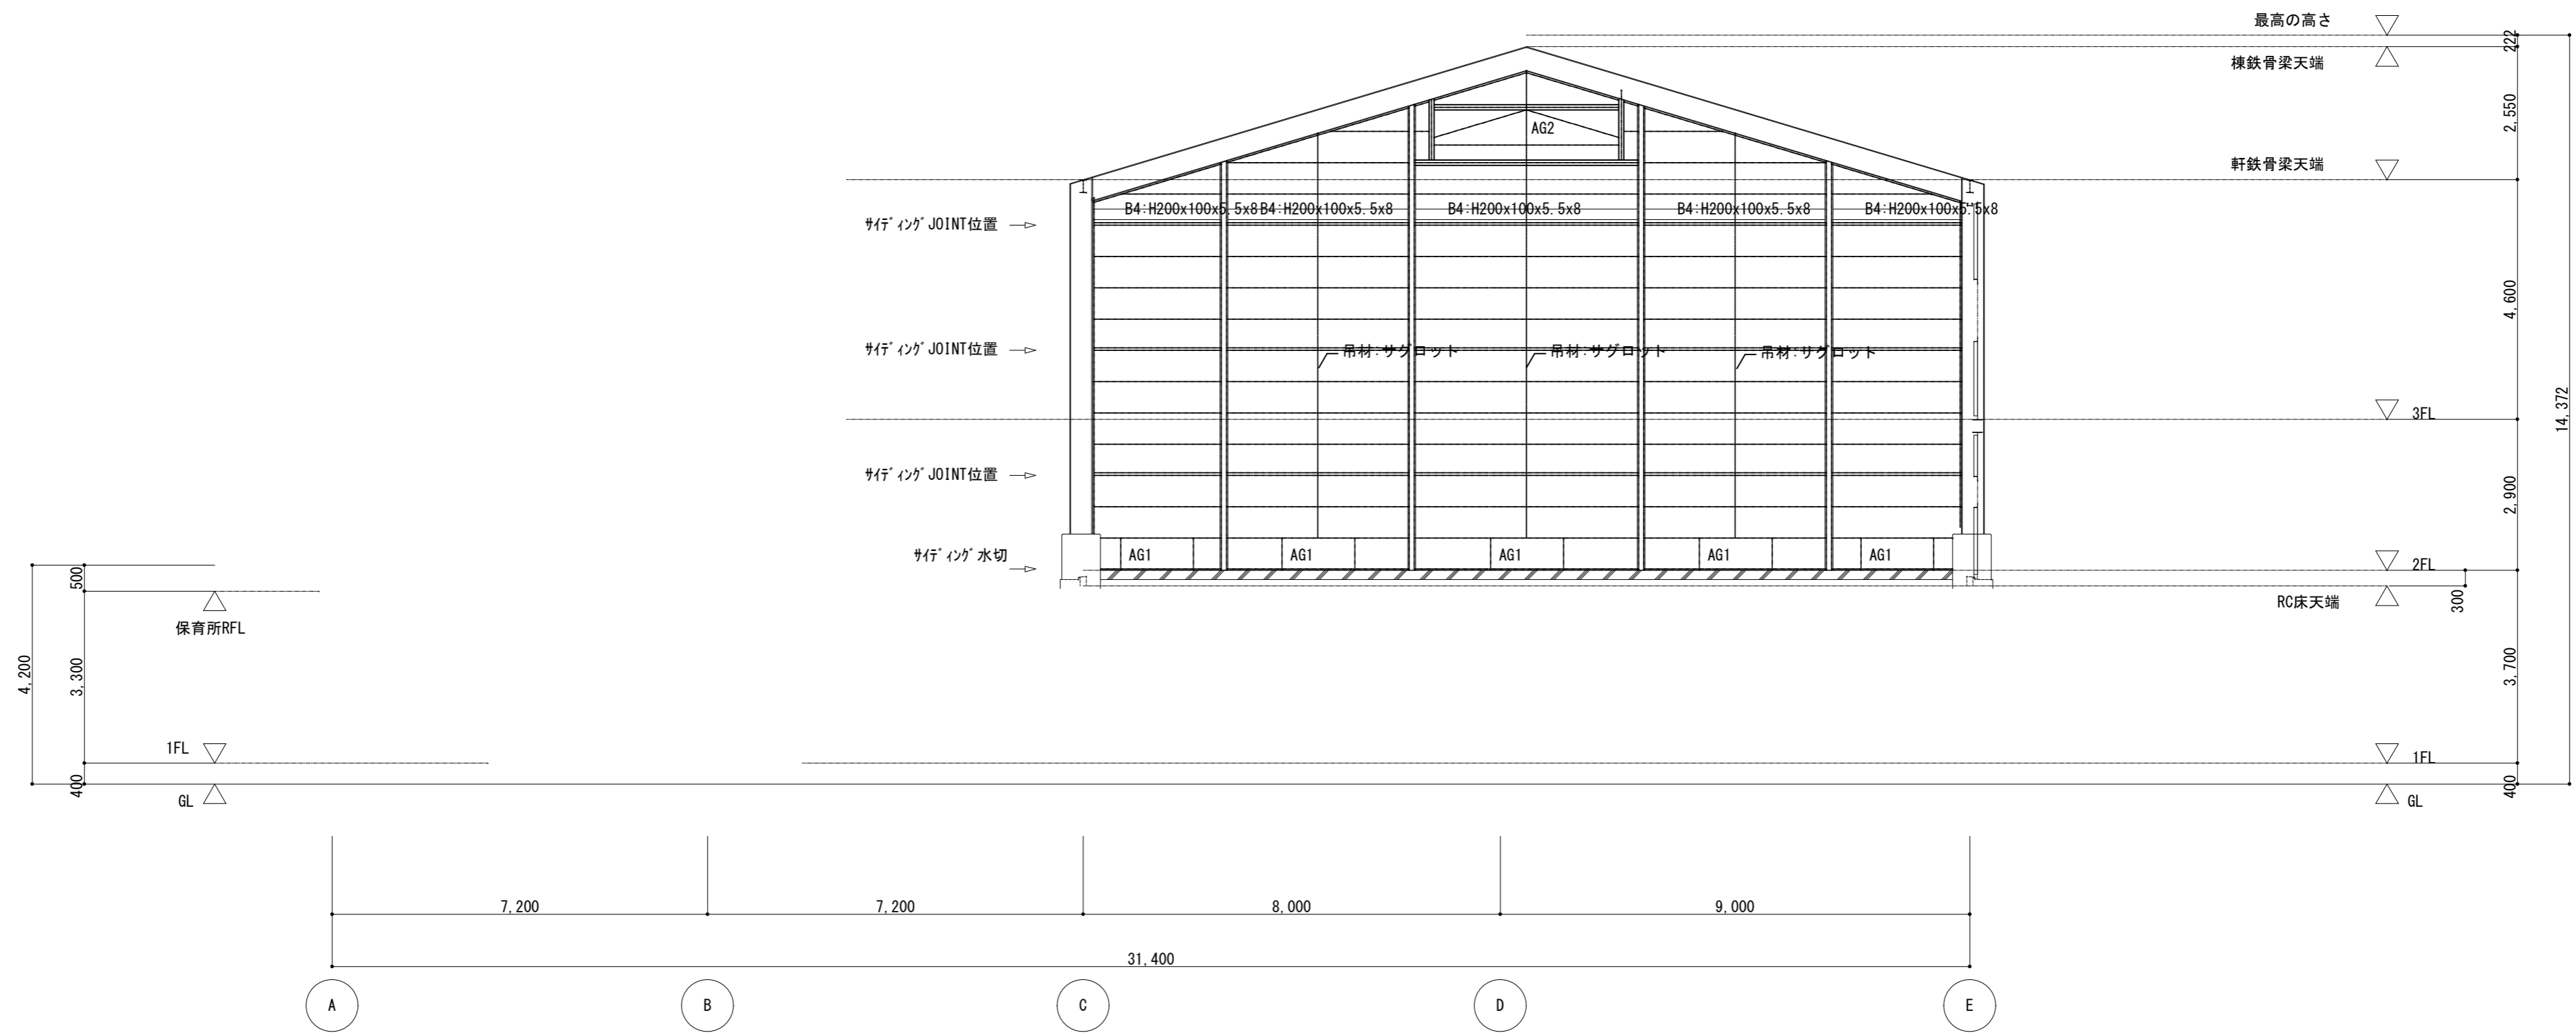 最高の高さ
222
棟鉄骨梁天端
2,550
AG2
軒鉄骨梁天端
B4:H200x100x5.5x8
B4:H200x100x5.5x8
B4:H200x100x5.5x8
B4:H200x100x5.5x8
B4:H200x100x5.5x8
ｻｲﾃﾞｨﾝｸﾞJOINT位置
4,600
ｻｲﾃﾞｨﾝｸﾞJOINT位置
吊材:サグロット
吊材:サグロット
吊材:サグロット
14,372
3FL
ｻｲﾃﾞｨﾝｸﾞJOINT位置
2,900
ｻｲﾃﾞｨﾝｸﾞ水切
AG1
AG1
AG1
AG1
AG1
2FL
500
RC床天端
300
保育所RFL
4,200
3,300
3,700
1FL
1FL
400
400
GL
GL
7,200
7,200
8,000
9,000
31,400
A
B
C
D
E